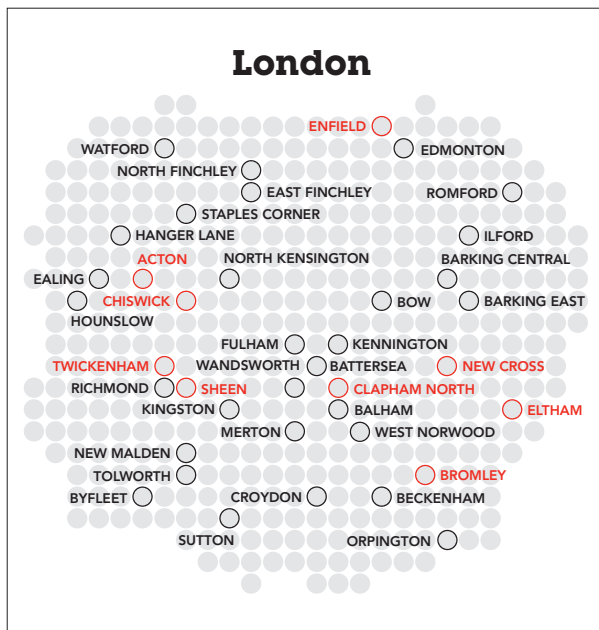 London
ENFIELD
WATFORD
EDMONTON
NORTH FINCHLEY
EAST FINCHLEY
ROMFORD
STAPLES CORNER
HANGER LANE
ILFORD
ACTON
NORTH KENSINGTON
BARKING CENTRAL
EALING
CHISWICK
BOW
BARKING EAST
HOUNSLOW
FULHAM
KENNINGTON
TWICKENHAM
WANDSWORTH
BATTERSEA
NEW CROSS
RICHMOND
SHEEN
CLAPHAM NORTH
KINGSTON
BALHAM
ELTHAM
MERTON
WEST NORWOOD
NEW MALDEN
TOLWORTH
BROMLEY
BYFLEET
CROYDON
BECKENHAM
SUTTON
ORPINGTON